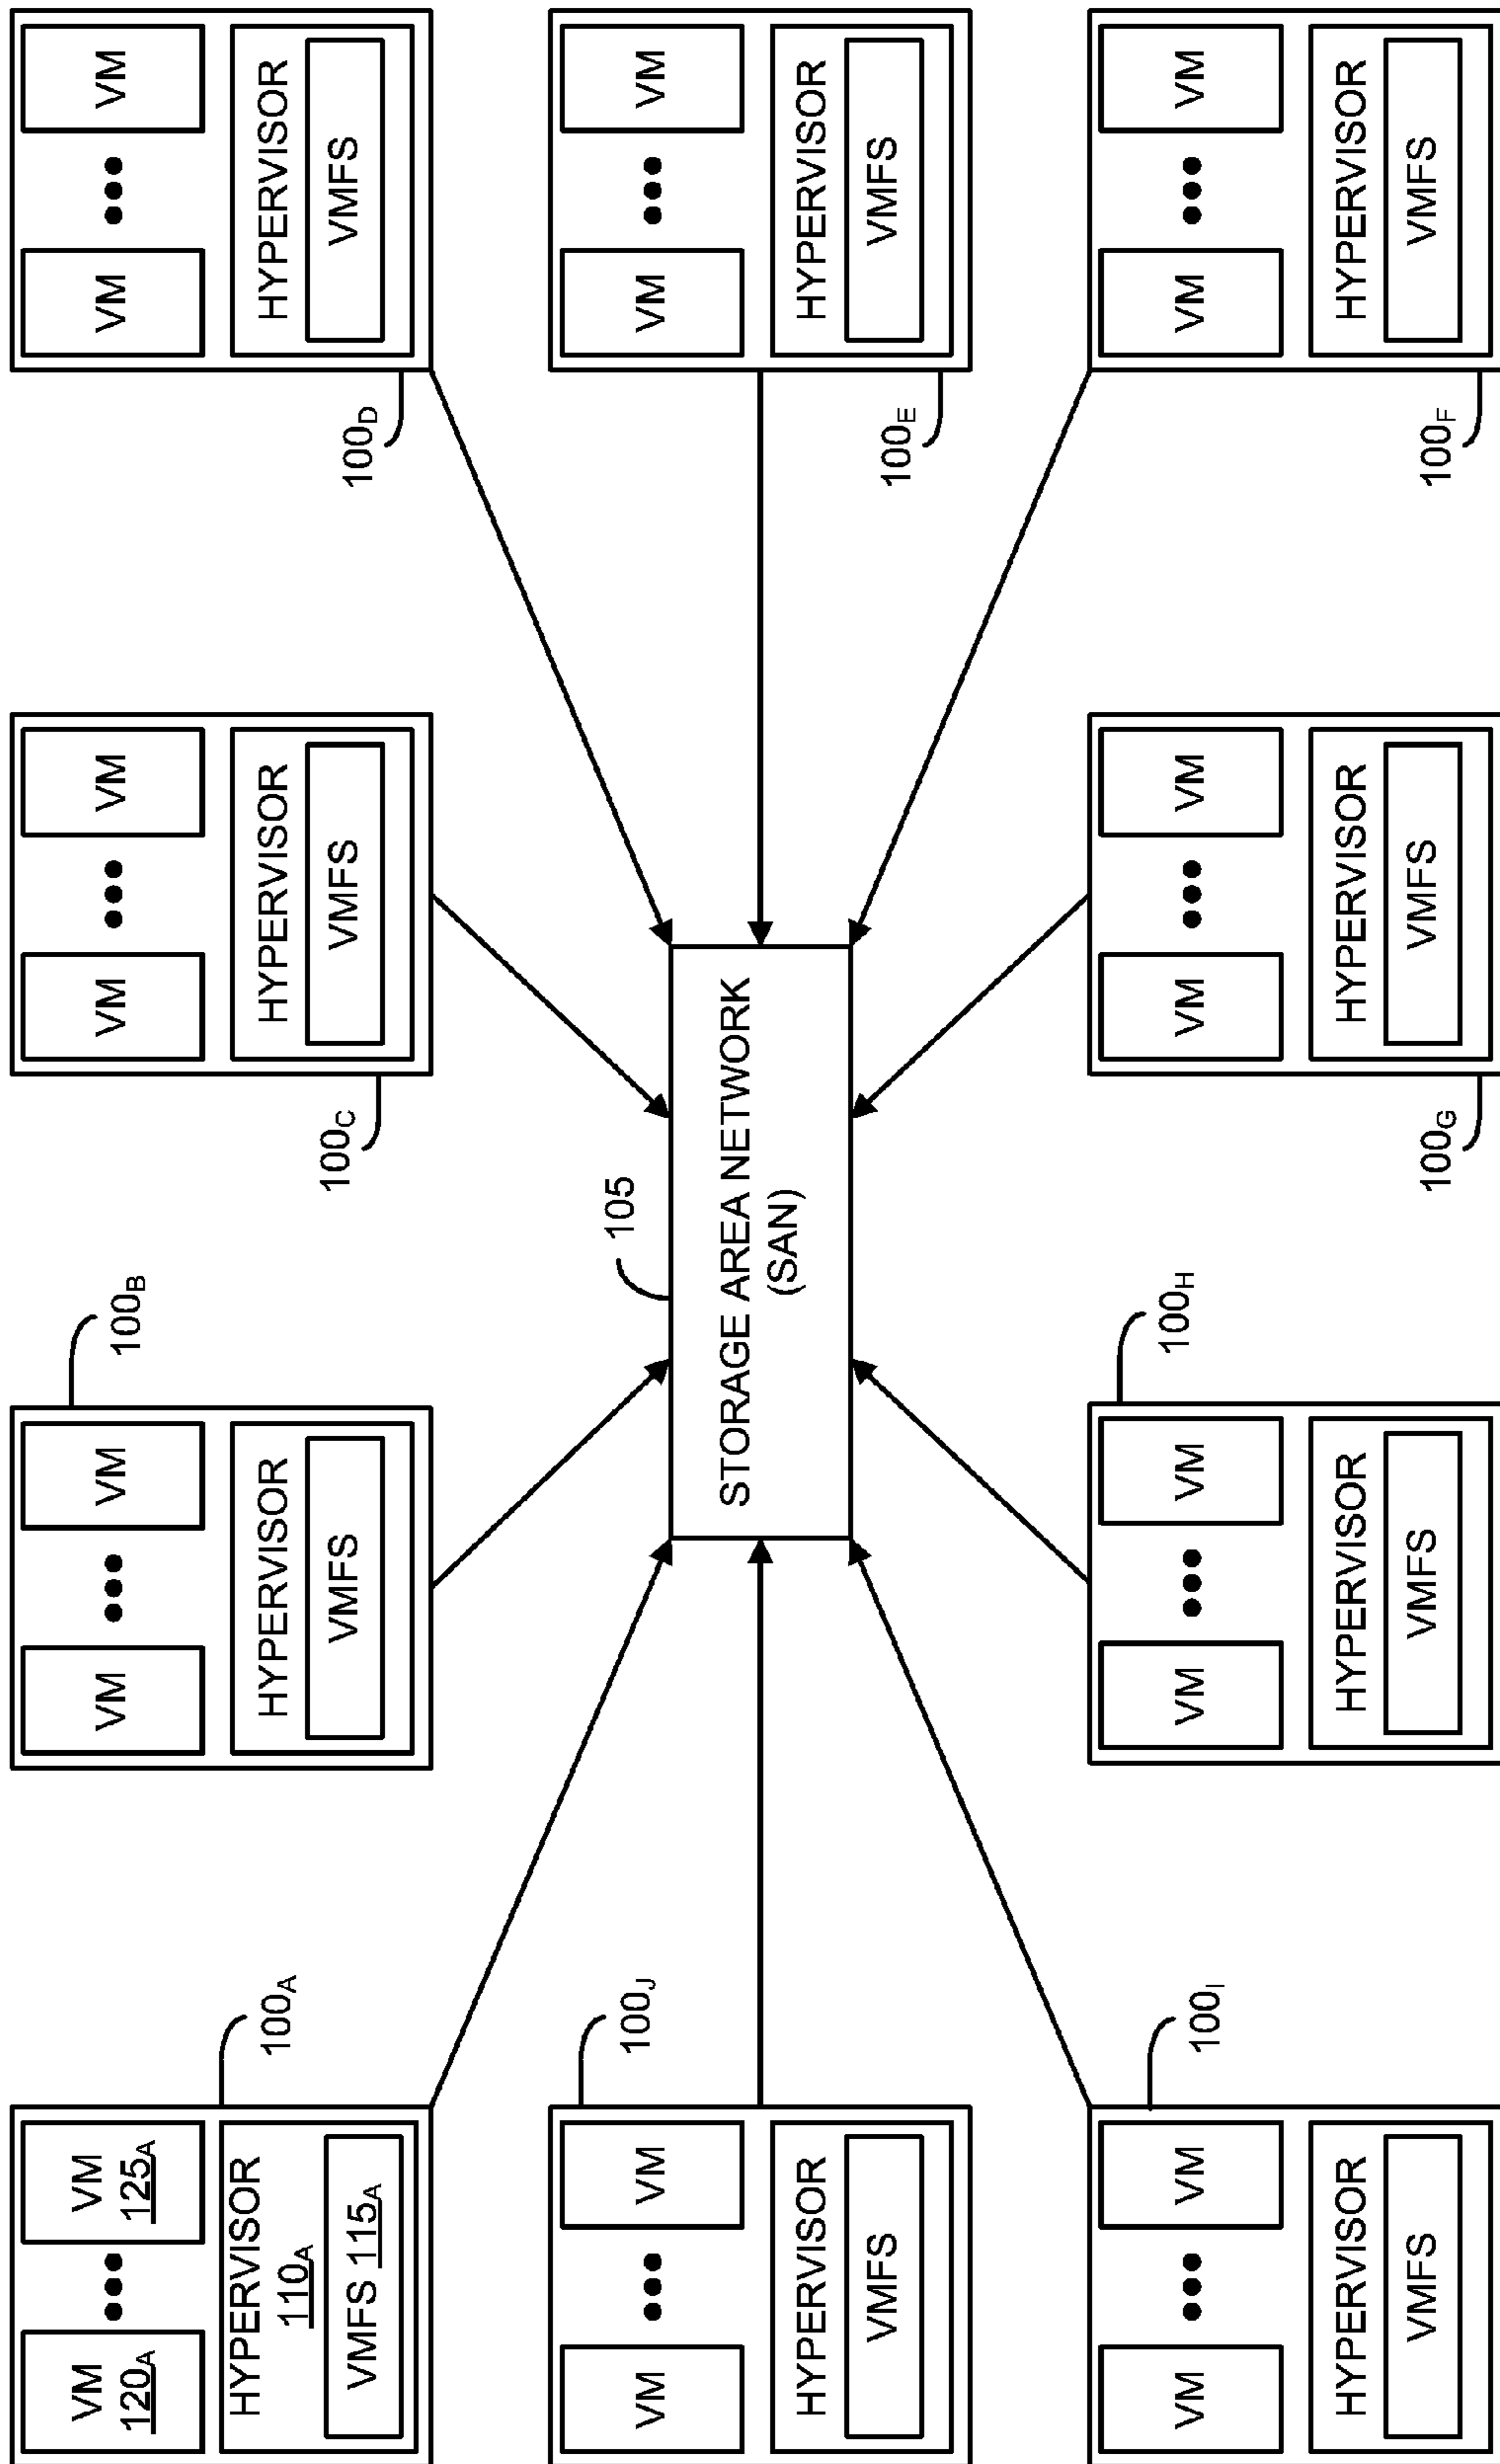 VM
120A
VM
125A
HYPERVISOR
110A
VMFS 115A
100A
VM
VM
HYPERVISOR
VMFS
100B
VM
VM
HYPERVISOR
VMFS
100C
VM
VM
HYPERVISOR
VMFS
100D
VM
VM
HYPERVISOR
VMFS
100J
105
STORAGE AREA NETWORK
(SAN)
VM
VM
HYPERVISOR
VMFS
100E
VM
VM
HYPERVISOR
VMFS
100I
VM
VM
HYPERVISOR
VMFS
100H
VM
VM
HYPERVISOR
VMFS
100G
VM
VM
HYPERVISOR
VMFS
100F